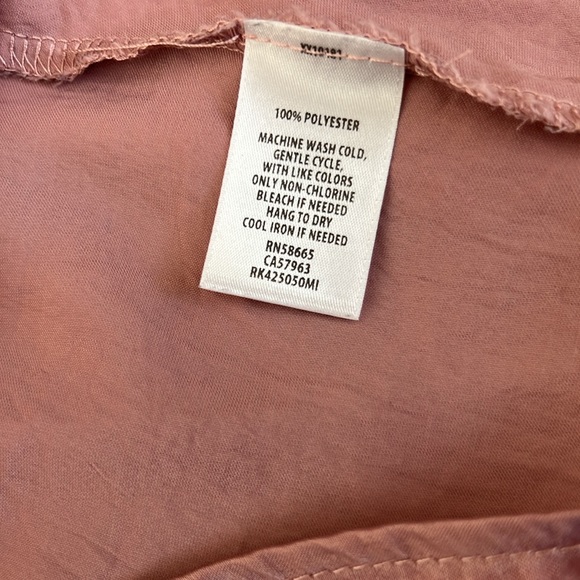 100% POLYESTER
MACHINE WASH COLD,
GENTLE CYCLE,
WITH LIKE COLORS
ONLY NON-CHLORINE
BLEACH IF NEEDED
HANG TO DRY
COOL IRON IF NEEDED
RN58665
CA57963
RK425050MI